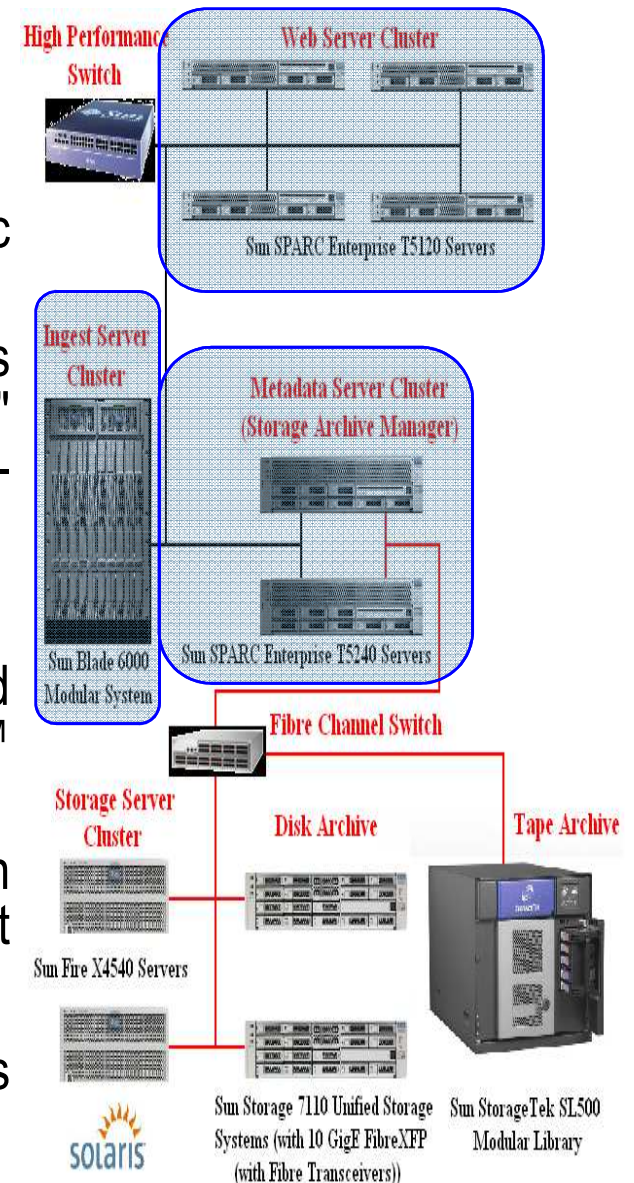 High Performance
Switch
Web Server Cluster
Sun
Sun SPARC Enterprise T5120 Servers
c
s
"
–
Ingest Server
Cluster
Metadata Server Cluster
(Storage Archive Manager)
Sun Blade 6000
Modular System
Sun SPARC Enterprise T5240 Servers
d
Fibre Channel Switch
Storage Server
Cluster
Disk Archive
Tape Archive
n
t
Sun Fire X4540 Servers
s
Sun Storage 7110 Unified Storage
Systems (with 10 GigE FibreXFP
(with Fibre Transceivers))
Sun StorageTek SL500
Modular Library
solaris